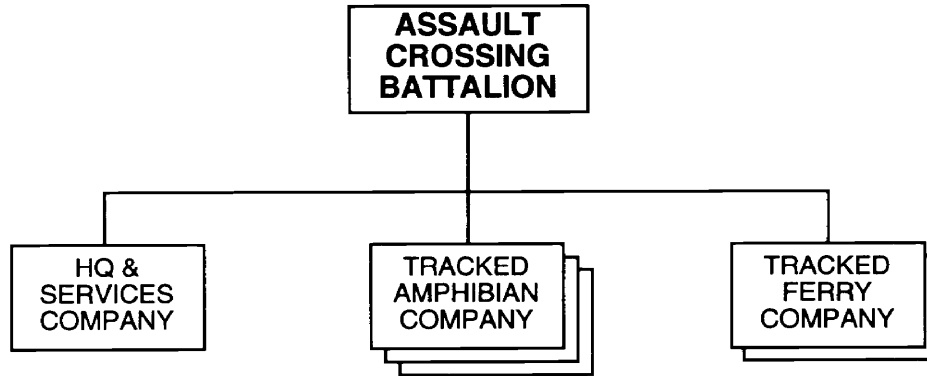 ASSAULT
CROSSING
BATTALION
HQ &
SERVICES
COMPANY
TRACKED
AMPHIBIAN
COMPANY
TRACKED
FERRY
COMPANY